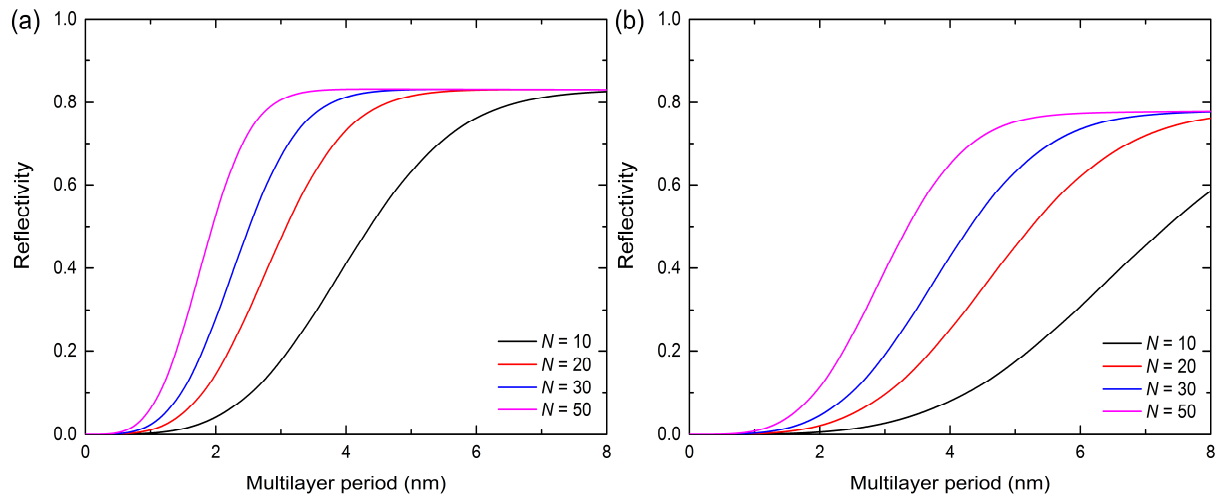 (a)
1.0
0.8
0.6
0.4
0.2
0.0
Reflectivity
0
2
4
6
8
Multilayer period (nm)
N = 10
N = 20
N = 30
N = 50
(b)
1.0
0.8
0.6
0.4
0.2
0.0
Reflectivity
0
2
4
6
8
Multilayer period (nm)
N = 10
N = 20
N = 30
N = 50